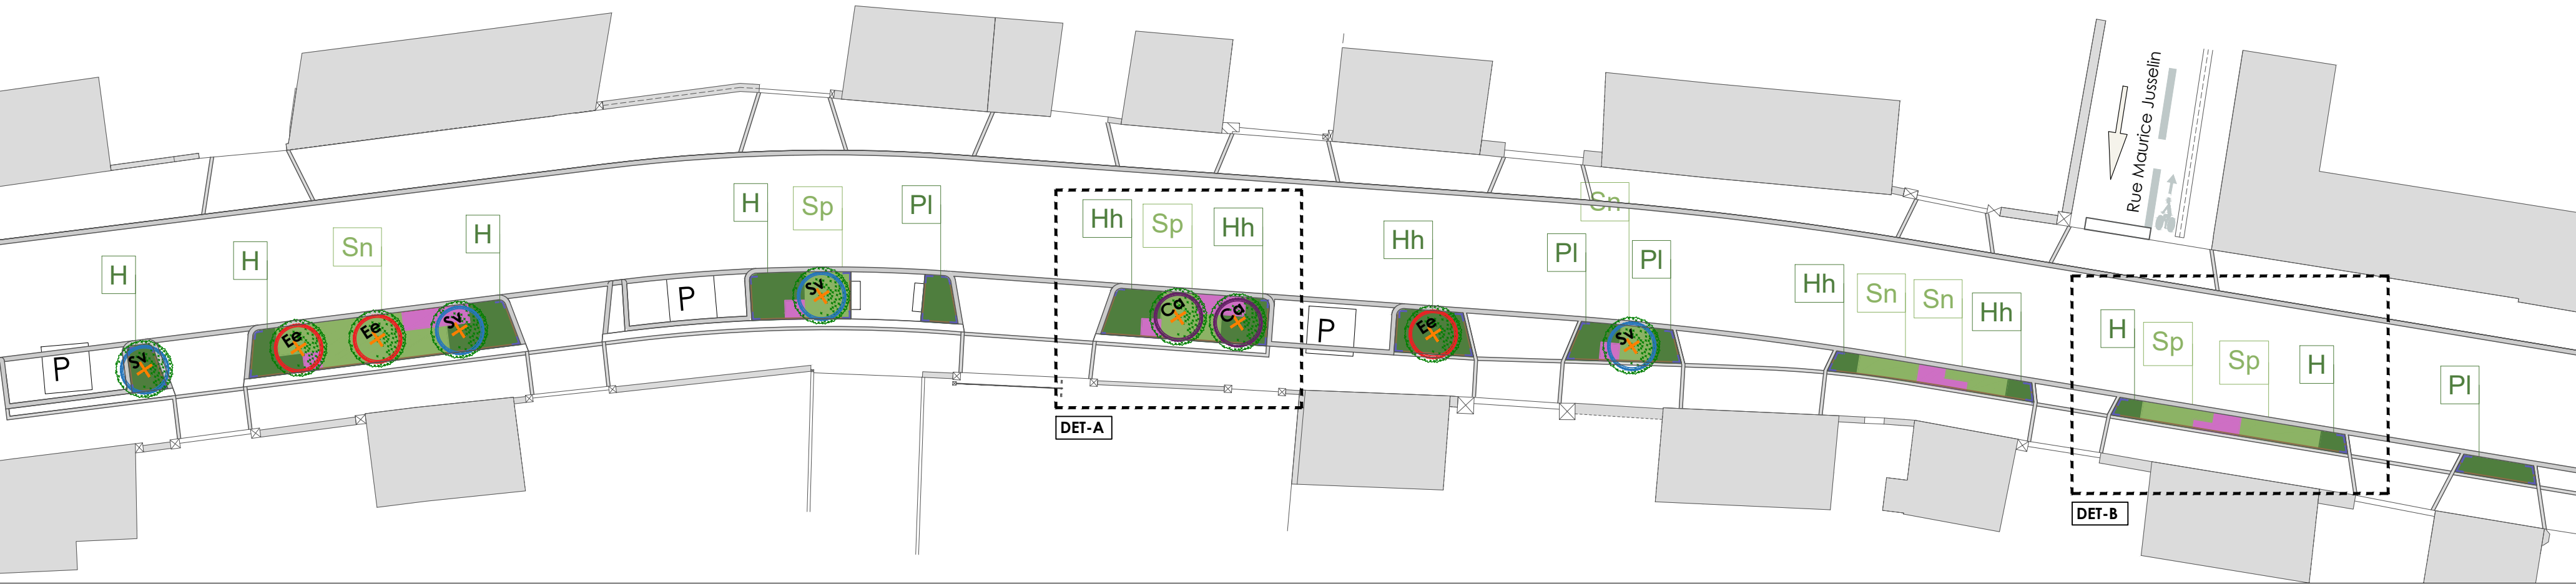 Rue Maurice Jusselin
H
H
Sn
H
H
Sp
Pl
Hh
Sp
Hh
Hh
Sn
Pl
Pl
Hh
Sn
Sn
Hh
H
Sp
Sp
H
Pl
P
Sv
Ee
Ee
Sv
P
Sv
Ca
Ca
P
Ee
Sv
DET-A
DET-B